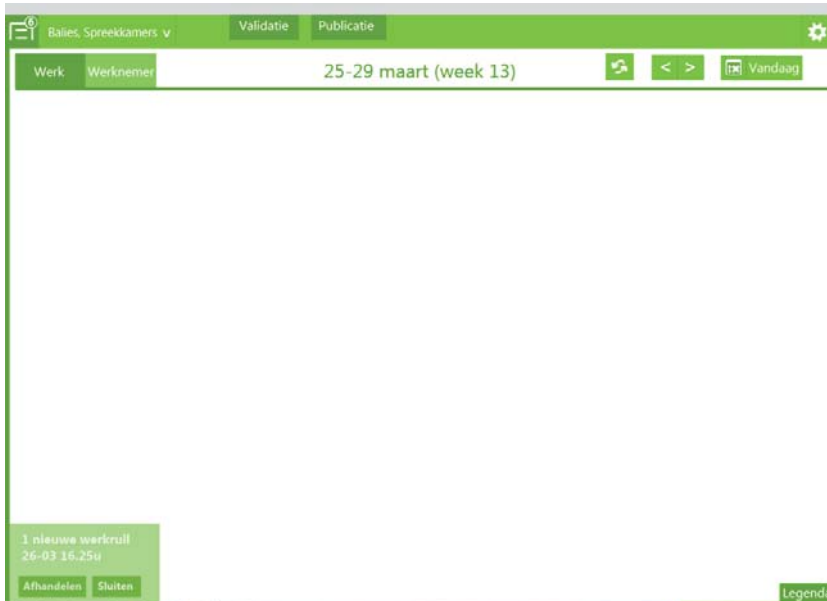 6
Balies, Spreekkamers v
Validatie
Publicatie
Werk
Werknemer
25-29 maart (week 13)
< >
Vandaag
1 nieuwe werkruil
26-03 16.25u
Afhandelen
Sluiten
Legenda